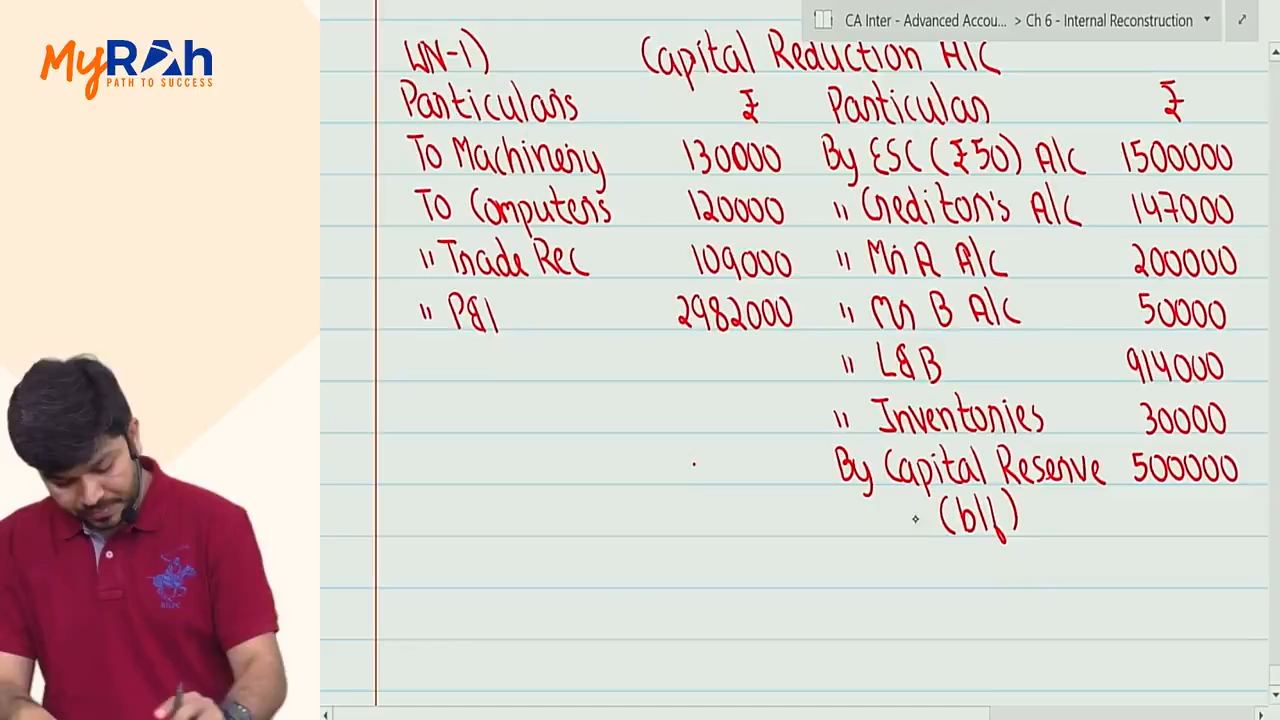 CA Inter - Advanced Accou... > Ch 6 - Internal Reconstruction
MyRAh
PATH TO SUCCESS
WN-1) Capital Reduction A/c
Particulars ₹ Particulars ₹
To Machinery 130000 By ESC (₹50) A/c 1500000
To Computers 120000 " Creditors A/c 147000
" Trade Rec 109000 " Mr A A/c 200000
" P&l 2982000 " Mr B A/c 50000
" L&B 914000
" Inventories 30000
By Capital Reserve 500000
(b/f)